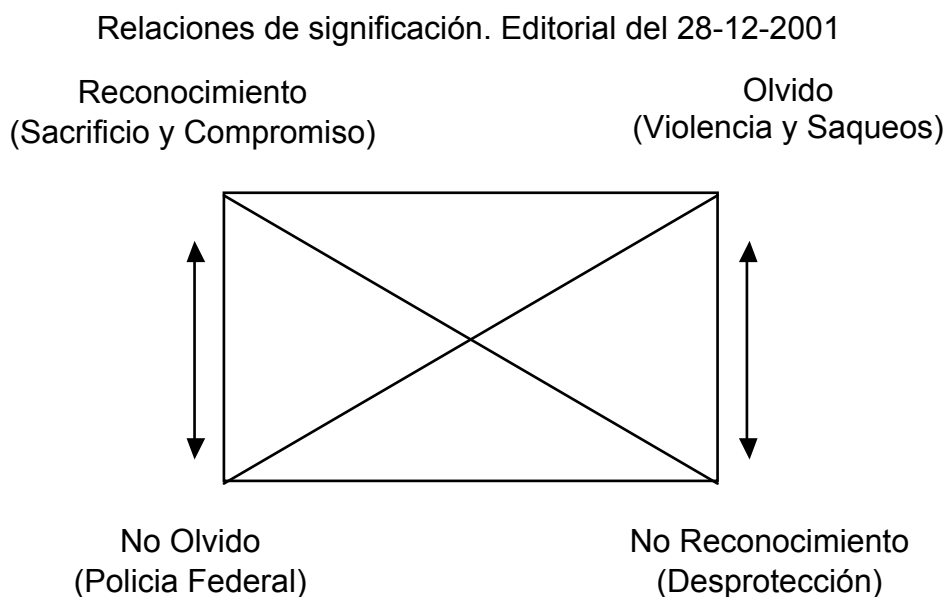 Relaciones de significación. Editorial del 28-12-2001
Reconocimiento
(Sacrificio y Compromiso)
Olvido
(Violencia y Saqueos)
No Olvido
(Policia Federal)
No Reconocimiento
(Desprotección)